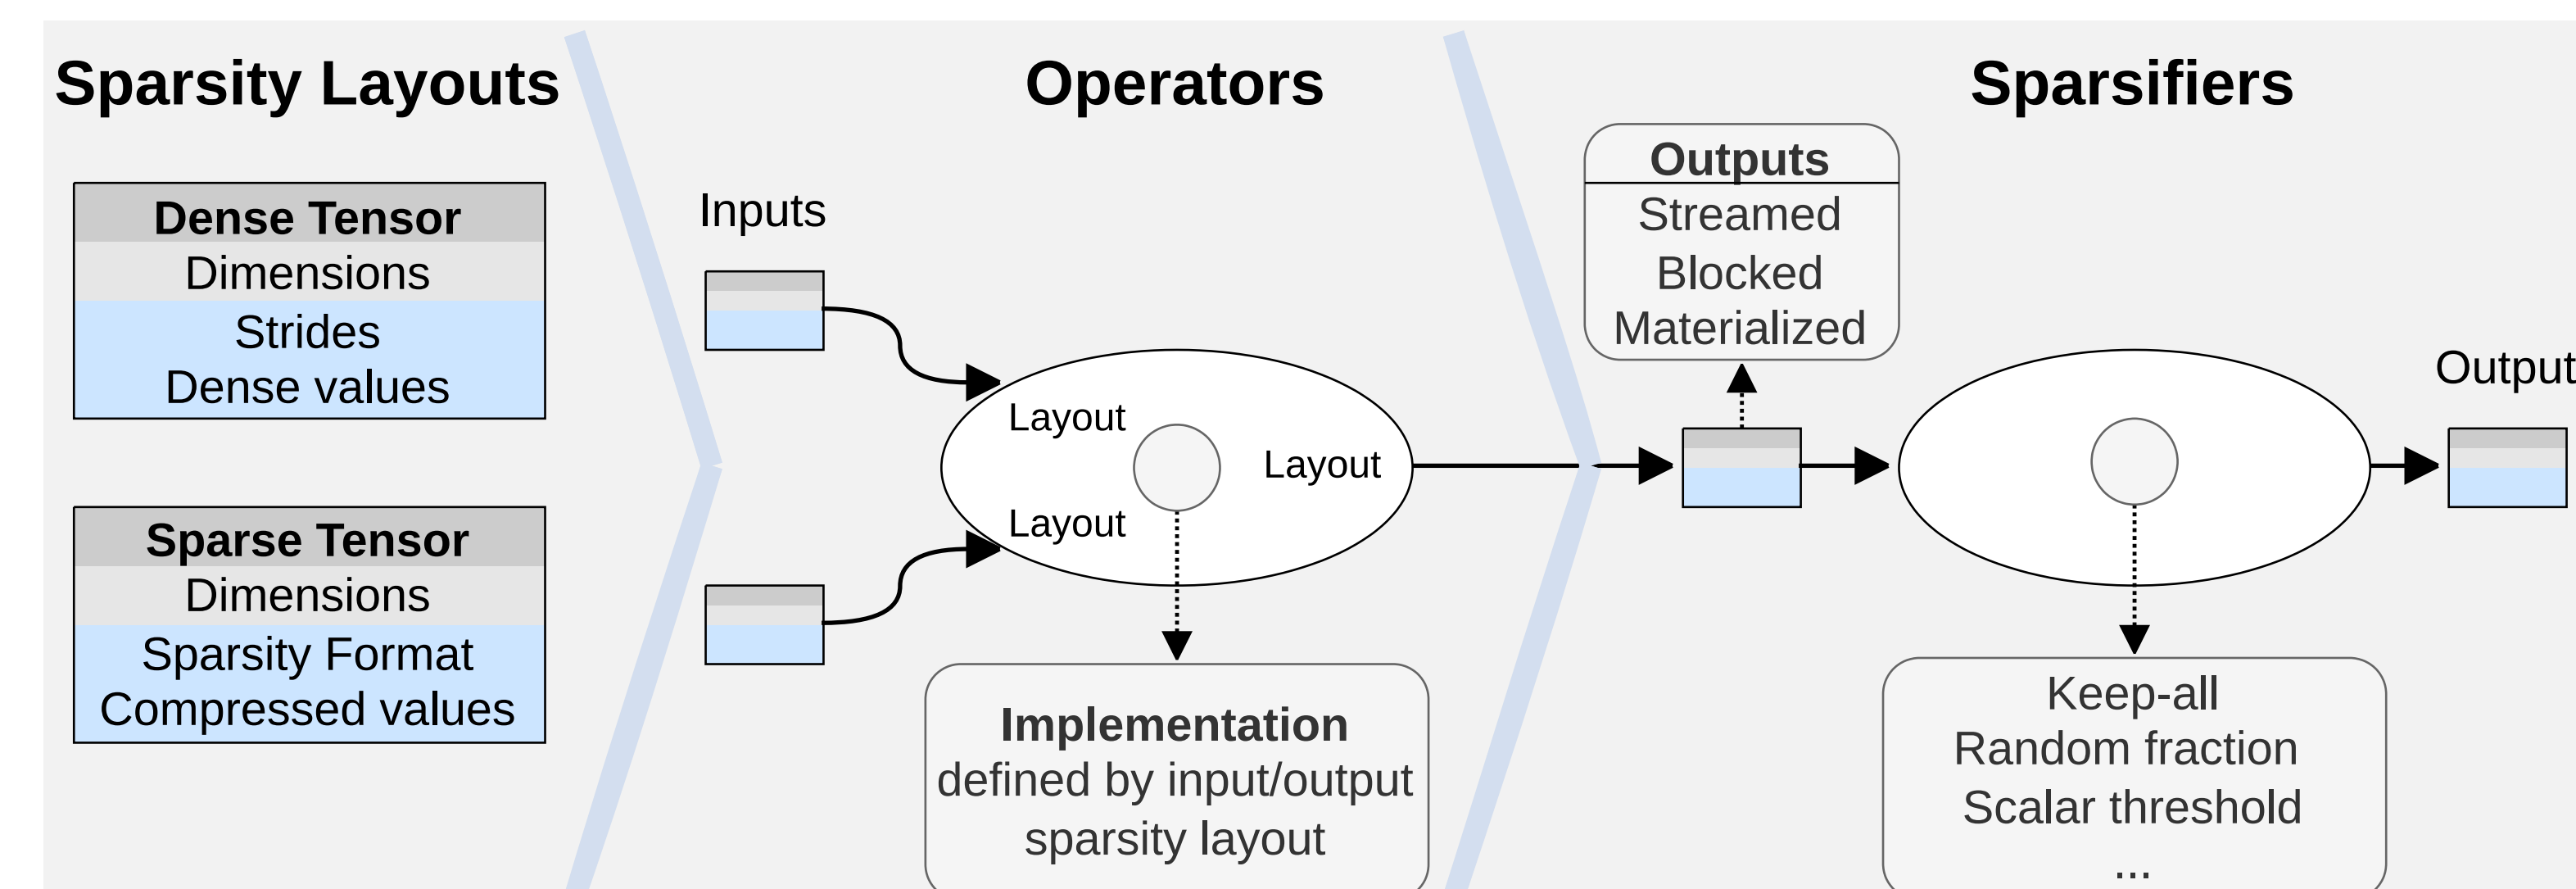 Sparsity Layouts
Dense Tensor
Dimensions
Strides
Dense values
Sparse Tensor
Dimensions
Sparsity Format
Compressed values
Operators
Inputs
Layout
Layout
Layout
Implementation
defined by input/output
sparsity layout
Sparsifiers
Outputs
Streamed
Blocked
Materialized
Output
Keep-all
Random fraction
Scalar threshold
...